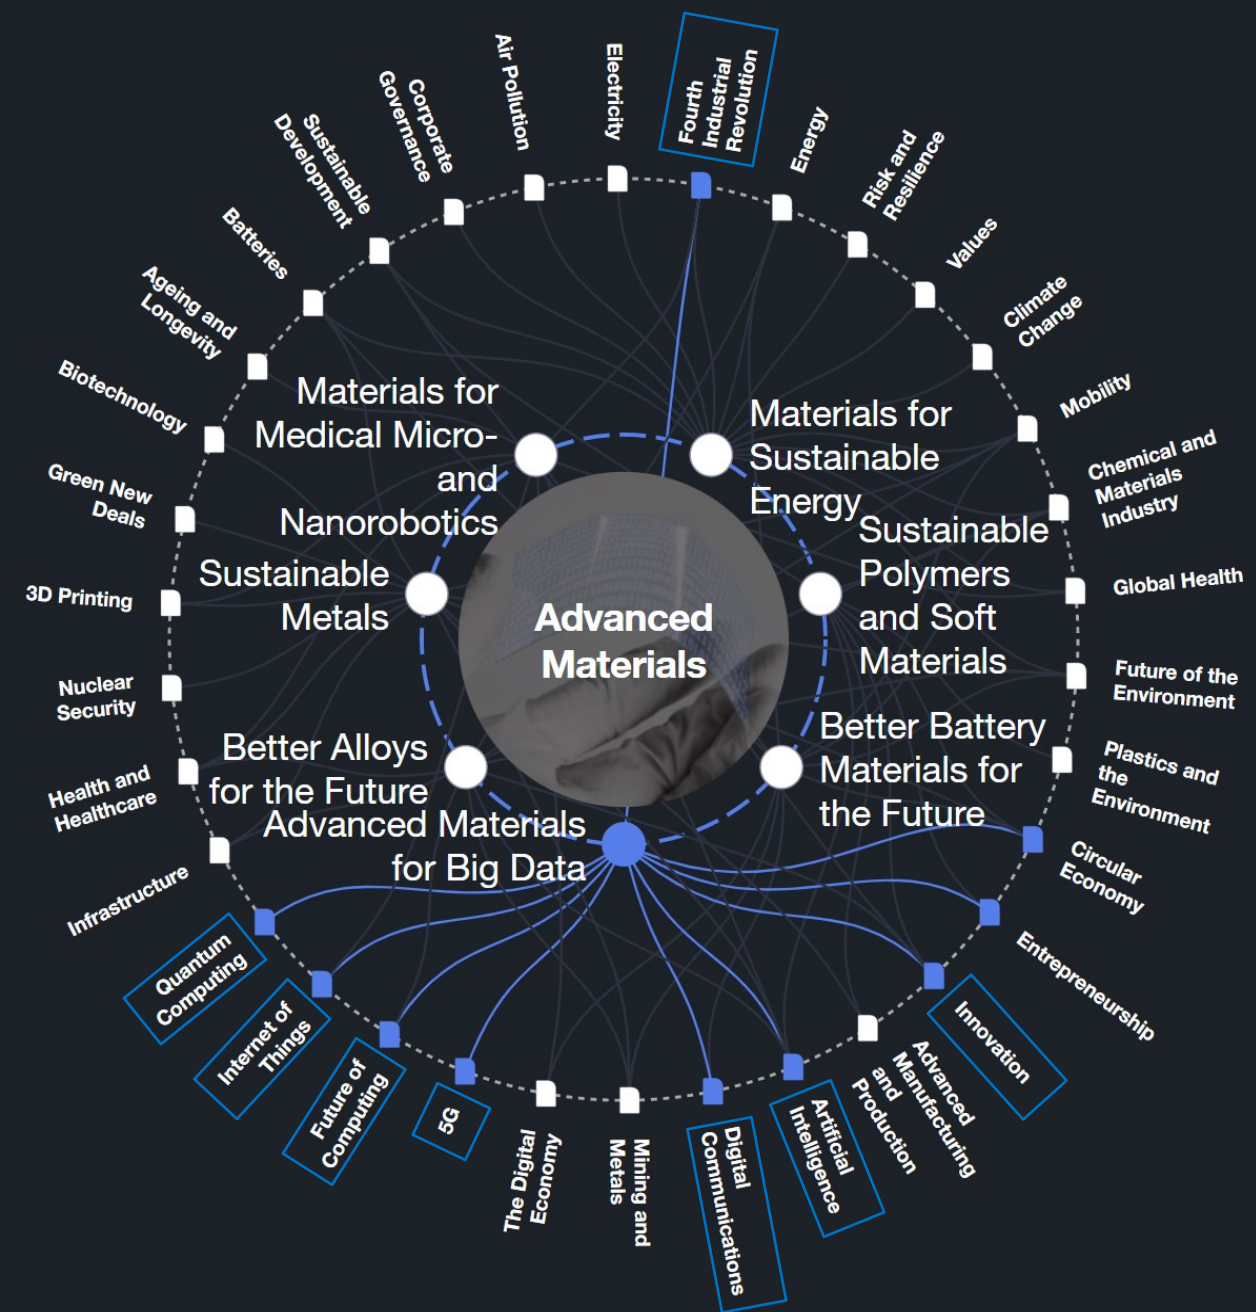 Advanced
Materials
Materials for
Sustainable
Energy
Sustainable
Polymers
and Soft
Materials
Better Battery
Materials for
the Future
Advanced Materials
for Big Data
Better Alloys
for the Future
Sustainable
Metals
Materials for
Medical Micro-
and
Nanorobotics
Electricity
Fourth
Industrial
Revolution
Energy
Risk and
Resilience
Values
Climate
Change
Mobility
Chemical and
Materials
Industry
Global Health
Future of the
Environment
Plastics and
the
Environment
Circular
Economy
Entrepreneurship
Innovation
Advanced
Manufacturing
and
Production
Artificial
Intelligence
Digital
Communications
Mining and
Metals
The Digital
Economy
5G
Future of
Computing
Internet of
Things
Quantum
Computing
Infrastructure
Health and
Healthcare
Nuclear
Security
3D Printing
Green New
Deals
Biotechnology
Ageing and
Longevity
Batteries
Sustainable
Development
Corporate
Governance
Air Pollution